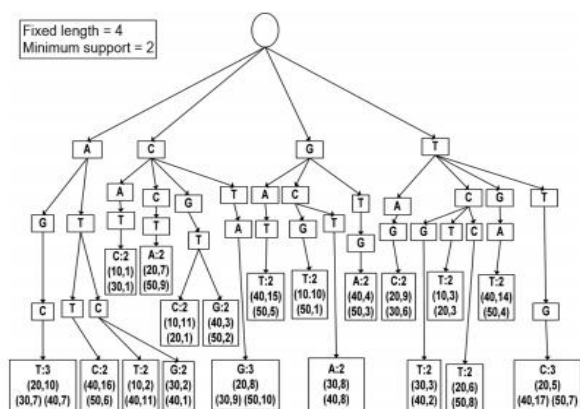 Fixed length = 4
Minimum support = 2
A
C
G
T
A
C
G
T
A
C
T
A
C
G
T
G
T
T
T
T
A
T
G
G
G
G
T
C
A
C:2
(10,1)
(30,1)
A:2
(20,7)
(50,9)
T:2
(40,15)
(50,5)
T:2
(10.10)
(50,1)
A:2
(40,4)
(50,3)
C:2
(20,9)
(30,6)
T:2
(10,3)
(20,3
T:2
(40,14)
(50,4)
C
T
C
C:2
(10,11)
(20,1)
G:2
(40,3)
(50,2)
G
T:3
(20,10)
(30,7) (40,7)
C:2
(40,16)
(50,6)
T:2
(10,2)
(40,11)
G:2
(30,2)
(40,1)
G:3
(20,8)
(30,9) (50,10)
A:2
(30,8)
(40,8)
T:2
(30,3)
(40,2)
T:2
(20,6)
(50,8)
C:3
(20,5)
(40,17) (50,7)